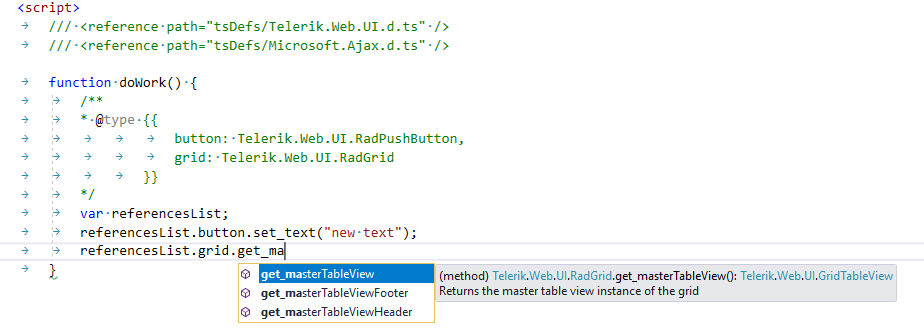 <script>
/// <reference path="tsDefs/Telerik.Web.UI.d.ts" />
/// <reference path="tsDefs/Microsoft.Ajax.d.ts" />
function doWork() {
/**
* @type {{
button: Telerik.Web.UI.RadPushButton,
grid: Telerik.Web.UI.RadGrid
}}
*/
var referencesList;
referencesList.button.set_text("new text");
referencesList.grid.get_ma
}
get_masterTableView
get_masterTableViewFooter
get_masterTableViewHeader
(method) Telerik.Web.UI.RadGrid.get_masterTableView(): Telerik.Web.UI.GridTableView
Returns the master table view instance of the grid